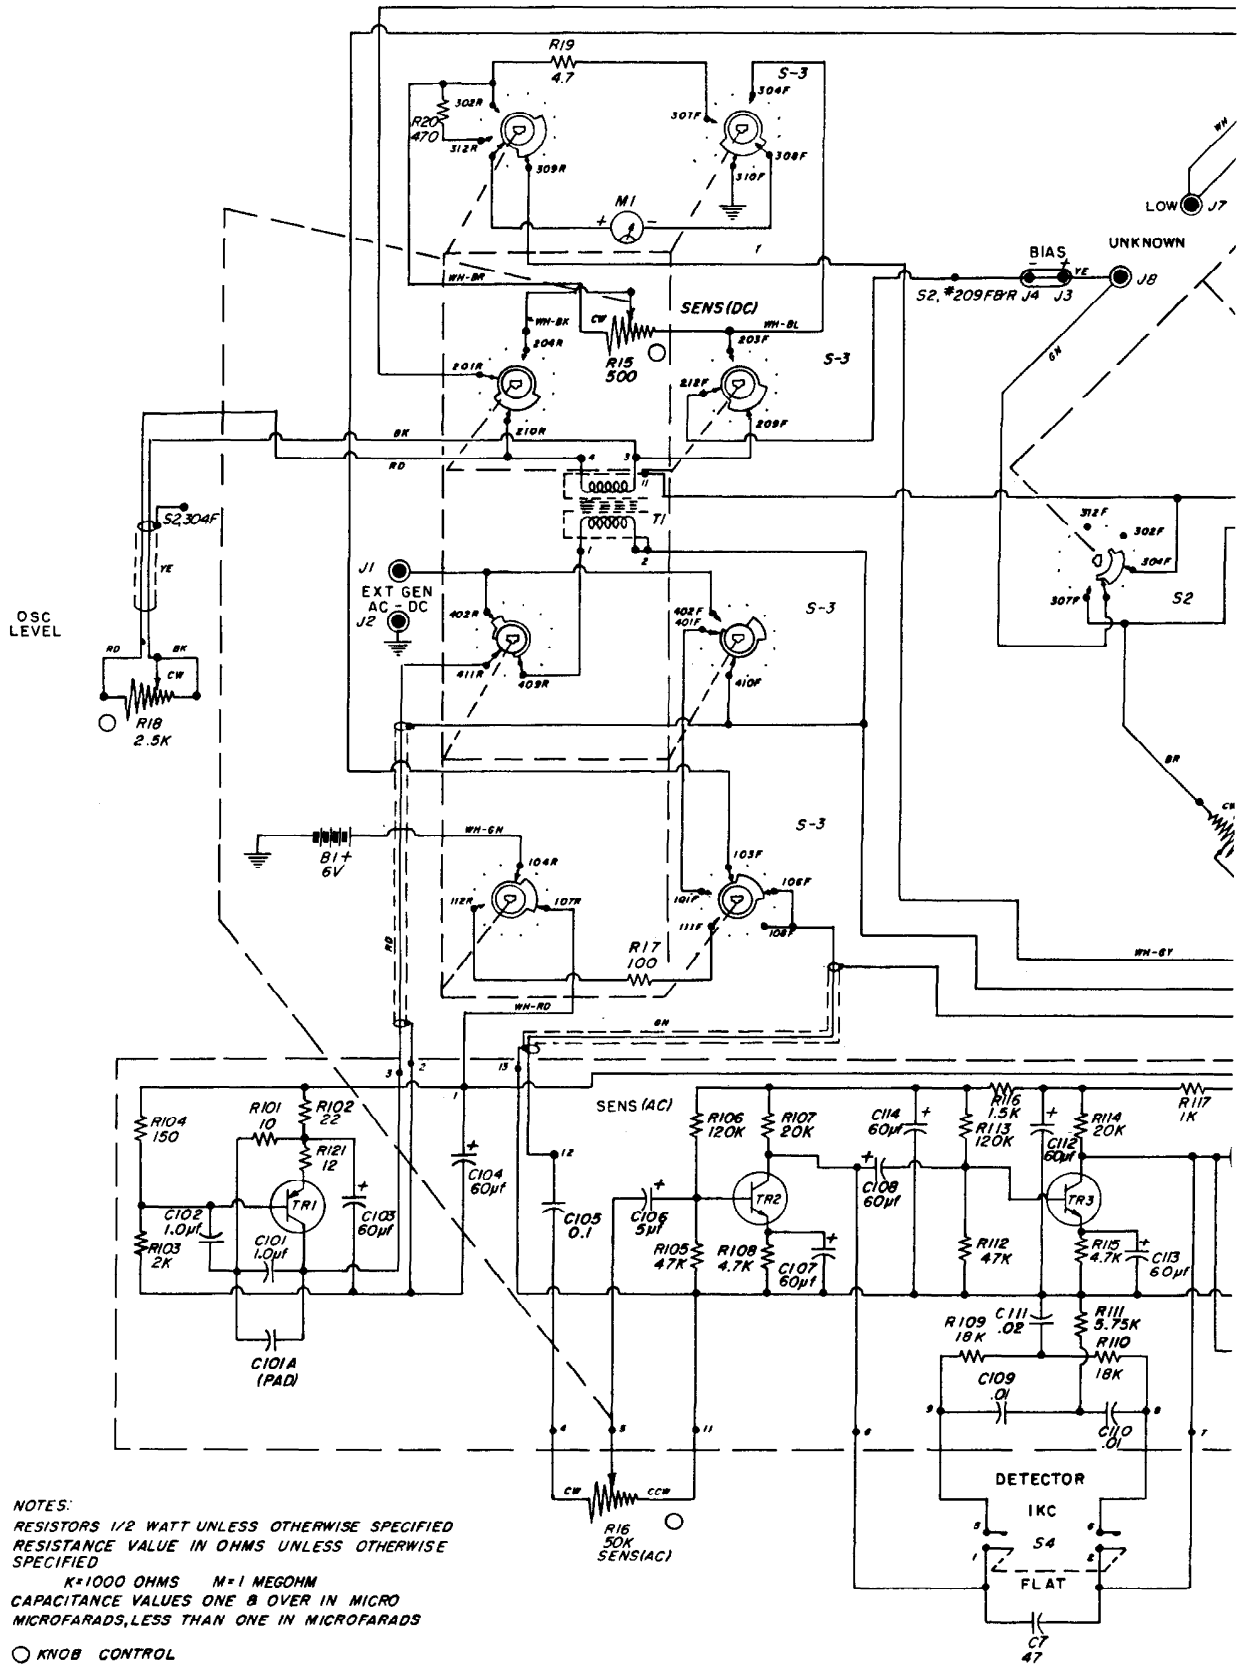 R19
4.7
S-3
304F
302R
307F
R20
470
312R
309R
310F
308F
WH
M1
+
-
LOW
J7
UNKNOWN
BIAS
- +
YE
S2, #209F&R J4 J3
J8
WH-BR
SENS(DC)
WH-BK
CW
WH-BL
204R
203F
R15
500
S-3
GN
201R
212F
210R
209F
BK
RD
4
3
11
T1
S2,304F
1
2
312F
302F
304F
307F
S2
YE
J1
EXT GEN
AC-DC
J2
402R
402F
401F
S-3
411R
409R
410F
OSC
LEVEL
RD
BK
CW
R18
2.5K
BR
CW
S-3
WH-GN
B1+
6V
104R
103F
112R
107R
101F
106F
111F
108F
R17
100
RD
WH-GY
WH-RD
GN
3
2
1
13
SENS(AC)
R104
150
R101
10
R102
22
R121
12
R106
120K
R107
20K
C114
60µf
+
R116
1.5K
R113
120K
C112
60µf
+
R114
20K
R117
1K
12
C104
60µf
+
TR1
C102
1.0µf
C103
60µf
+
C101
1.0µf
R103
2K
C105
0.1
C106
5µf
+
TR2
C108
60µf
+
TR3
R105
47K
R108
4.7K
C107
60µf
+
R112
47K
R115
4.7K
C113
60µf
+
C101A
(PAD)
R109
18K
C111
.02
R111
5.75K
R110
18K
C109
.01
C110
.01
9
8
4
5
11
6
7
CW
CCW
R16
50K
SENS(AC)
DETECTOR
1KC
5
6
S4
1
2
FLAT
C7
47
NOTES:
RESISTORS 1/2 WATT UNLESS OTHERWISE SPECIFIED
RESISTANCE VALUE IN OHMS UNLESS OTHERWISE
SPECIFIED
K=1000 OHMS M=1 MEGOHM
CAPACITANCE VALUES ONE & OVER IN MICRO
MICROFARADS,LESS THAN ONE IN MICROFARADS
KNOB CONTROL